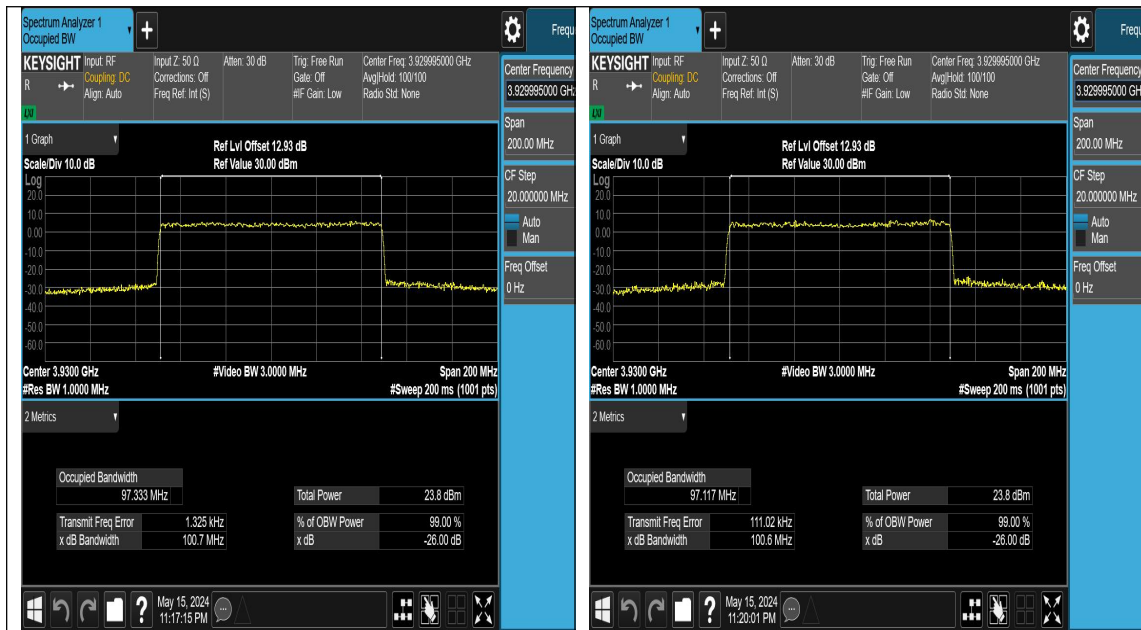 Spectrum Analyzer 1
Occupied BW
+
Frequ
KEYSIGHT
R
LXI
Input: RF
Coupling: DC
Align: Auto
Input Z: 50 Ω
Corrections: Off
Freq Ref: Int (S)
Atten: 30 dB
Trig: Free Run
Gate: Off
#IF Gain: Low
Center Freq: 3.929995000 GHz
Avg|Hold: 100/100
Radio Std: None
Center Frequency
3.929995000 GHz
Span
200.00 MHz
CF Step
20.000000 MHz
Auto
Man
Freq Offset
0 Hz
1 Graph
Scale/Div 10.0 dB
Ref Lvl Offset 12.93 dB
Ref Value 30.00 dBm
Log
20.0
10.0
0.00
-10.0
-20.0
-30.0
-40.0
-50.0
-60.0
Center 3.9300 GHz
#Video BW 3.0000 MHz
Span 200 MHz
#Res BW 1.0000 MHz
#Sweep 200 ms (1001 pts)
2 Metrics
Occupied Bandwidth
97.333 MHz
Total Power 23.8 dBm
Transmit Freq Error 1.325 kHz
% of OBW Power 99.00 %
x dB Bandwidth 100.7 MHz
x dB -26.00 dB
?
May 15, 2024
11:17:15 PM
Spectrum Analyzer 1
Occupied BW
+
Frequ
KEYSIGHT
R
LXI
Input: RF
Coupling: DC
Align: Auto
Input Z: 50 Ω
Corrections: Off
Freq Ref: Int (S)
Atten: 30 dB
Trig: Free Run
Gate: Off
#IF Gain: Low
Center Freq: 3.929995000 GHz
Avg|Hold: 100/100
Radio Std: None
Center Frequency
3.929995000 GH
Span
200.00 MHz
CF Step
20.000000 MHz
Auto
Man
Freq Offset
0 Hz
1 Graph
Scale/Div 10.0 dB
Ref Lvl Offset 12.93 dB
Ref Value 30.00 dBm
Log
20.0
10.0
0.00
-10.0
-20.0
-30.0
-40.0
-50.0
-60.0
Center 3.9300 GHz
#Video BW 3.0000 MHz
Span 200 MHz
#Res BW 1.0000 MHz
#Sweep 200 ms (1001 pts)
2 Metrics
Occupied Bandwidth
97.117 MHz
Total Power 23.8 dBm
Transmit Freq Error 111.02 kHz
% of OBW Power 99.00 %
x dB Bandwidth 100.6 MHz
x dB -26.00 dB
?
May 15, 2024
11:20:01 PM